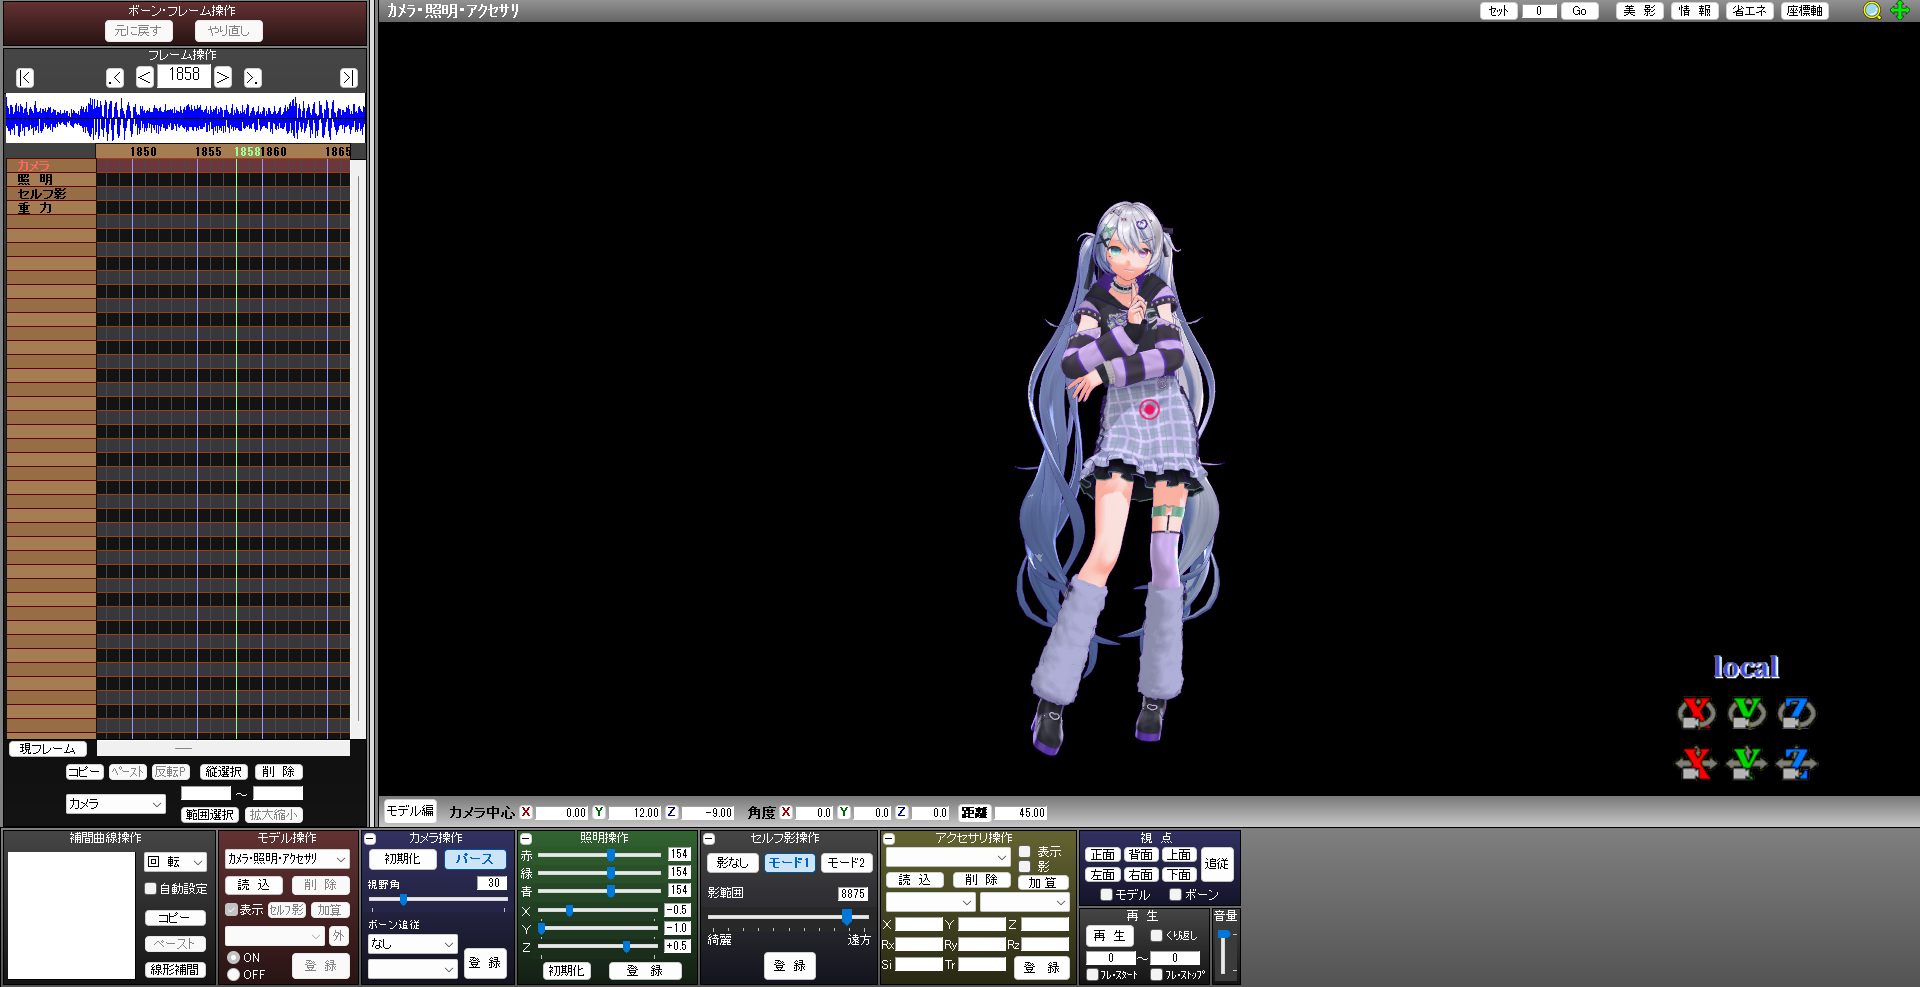 ボーン・フレーム操作
元に戻す やり直し
フレーム操作
|< .< < 1858 > >. >|
1850 1855 1858 1860 1865
カメラ
照 明
セルフ影
重 力
現フレーム
コピー ペースト 反転P 縦選択 削 除
カメラ ～
範囲選択 拡大縮小
カメラ・照明・アクセサリ
セット 0 Go 美 影 情 報 省エネ 座標軸
local
X Y Z
X Y Z
モデル編 カメラ中心 X 0.00 Y 12.00 Z -9.00 角度 X 0.0 Y 0.0 Z 0.0 距離 45.00
補間曲線操作
回 転
自動設定
コピー
ペースト
線形補間
モデル操作
カメラ・照明・アクセサリ
読 込 削 除
表示 セルフ影 加算
外
ON
OFF
登 録
カメラ操作
初期化 パース
視野角 30
ボーン追従
なし
登 録
照明操作
赤 154
緑 154
青 154
X -0.5
Y -1.0
Z +0.5
初期化 登 録
セルフ影操作
影なし モード1 モード2
影範囲 8875
綺麗 遠方
登 録
アクセサリ操作
表示
影
読 込 削 除 加 算
X Y Z
Rx Ry Rz
Si Tr 登 録
視 点
正面 背面 上面
左面 右面 下面
追従
モデル ボーン
再 生
再 生 くり返し
0 ～ 0
フレ・スタート フレ・ストップ
音量